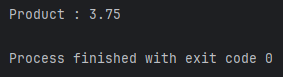 Product : 3.75
Process finished with exit code 0